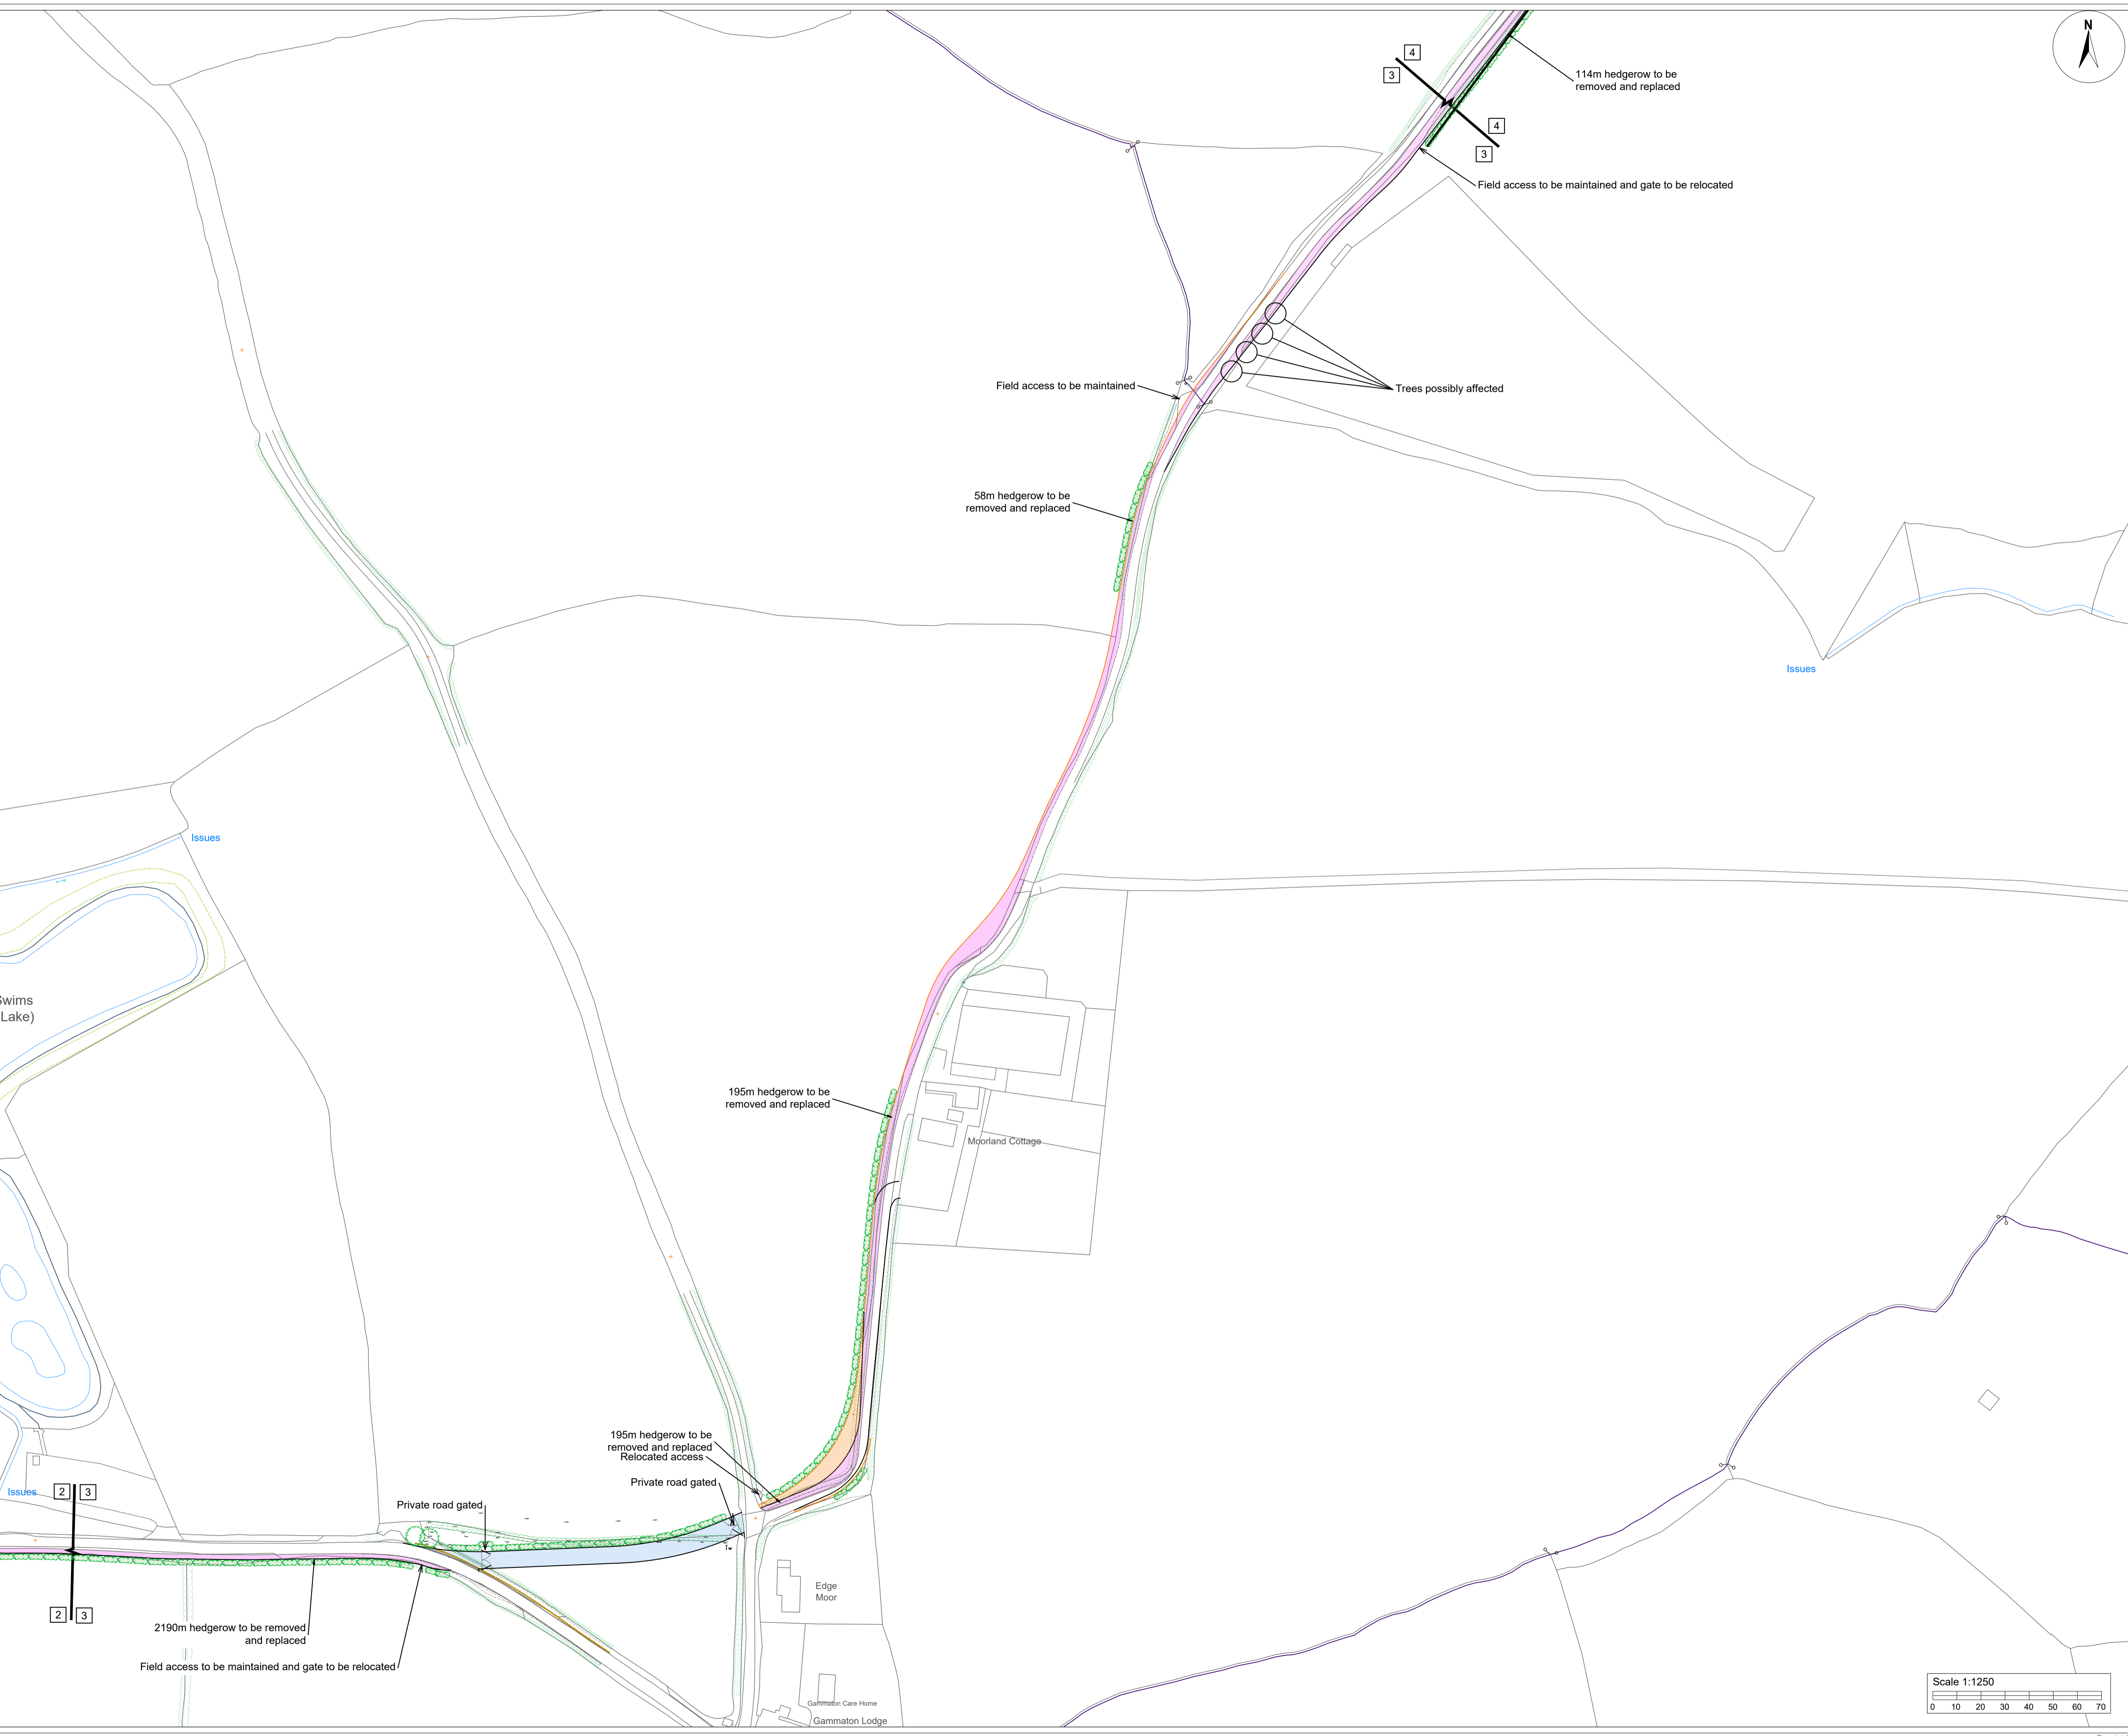 N
4
3
114m hedgerow to be
removed and replaced
4
3
Field access to be maintained and gate to be relocated
Field access to be maintained
Trees possibly affected
58m hedgerow to be
removed and replaced
Issues
Issues
Swims
Lake)
195m hedgerow to be
removed and replaced
Moorland Cottage
195m hedgerow to be
removed and replaced
Relocated access
Private road gated
Private road gated
Issues
2
3
2
3
2190m hedgerow to be removed
and replaced
Field access to be maintained and gate to be relocated
Edge
Moor
Gammaton Care Home
Gammaton Lodge
Scale 1:1250
0 10 20 30 40 50 60 70